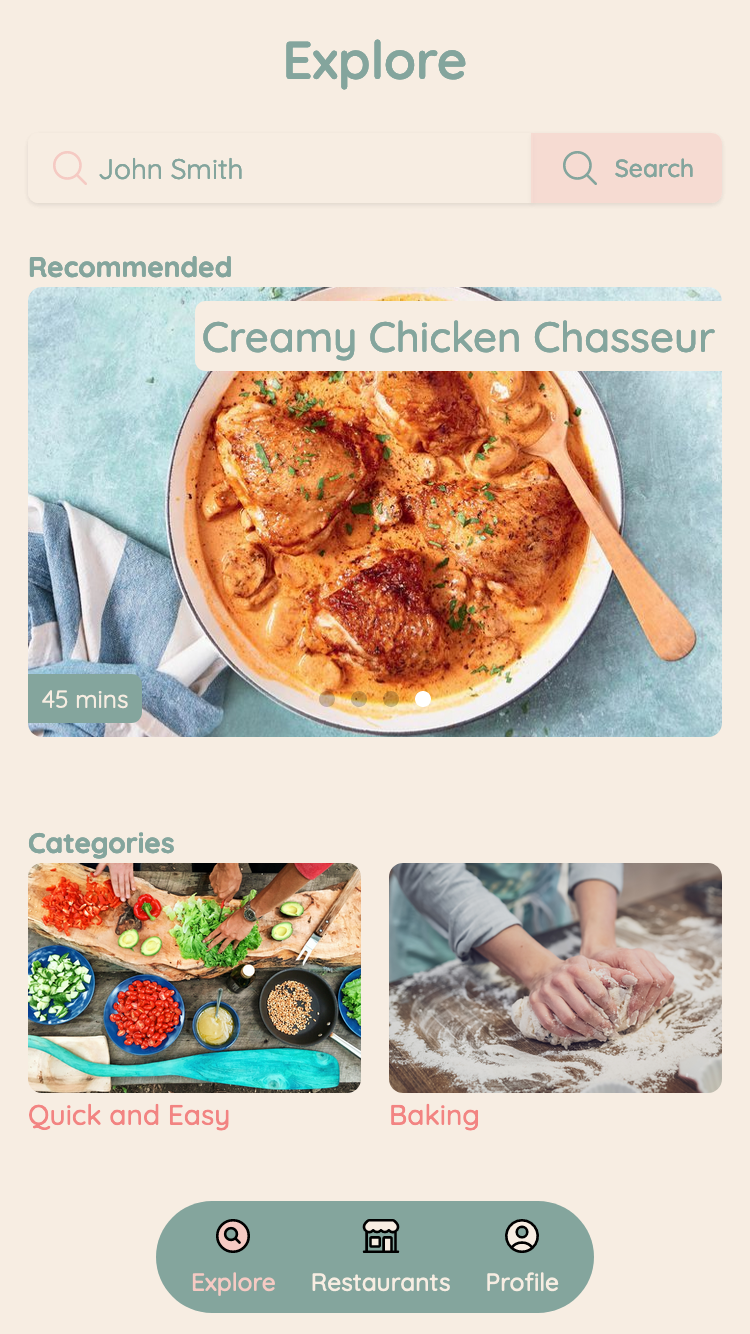 Explore
John Smith
Search
Recommended
Creamy Chicken Chasseur
45 mins
Categories
Quick and Easy
Baking
Explore
Restaurants
Profile